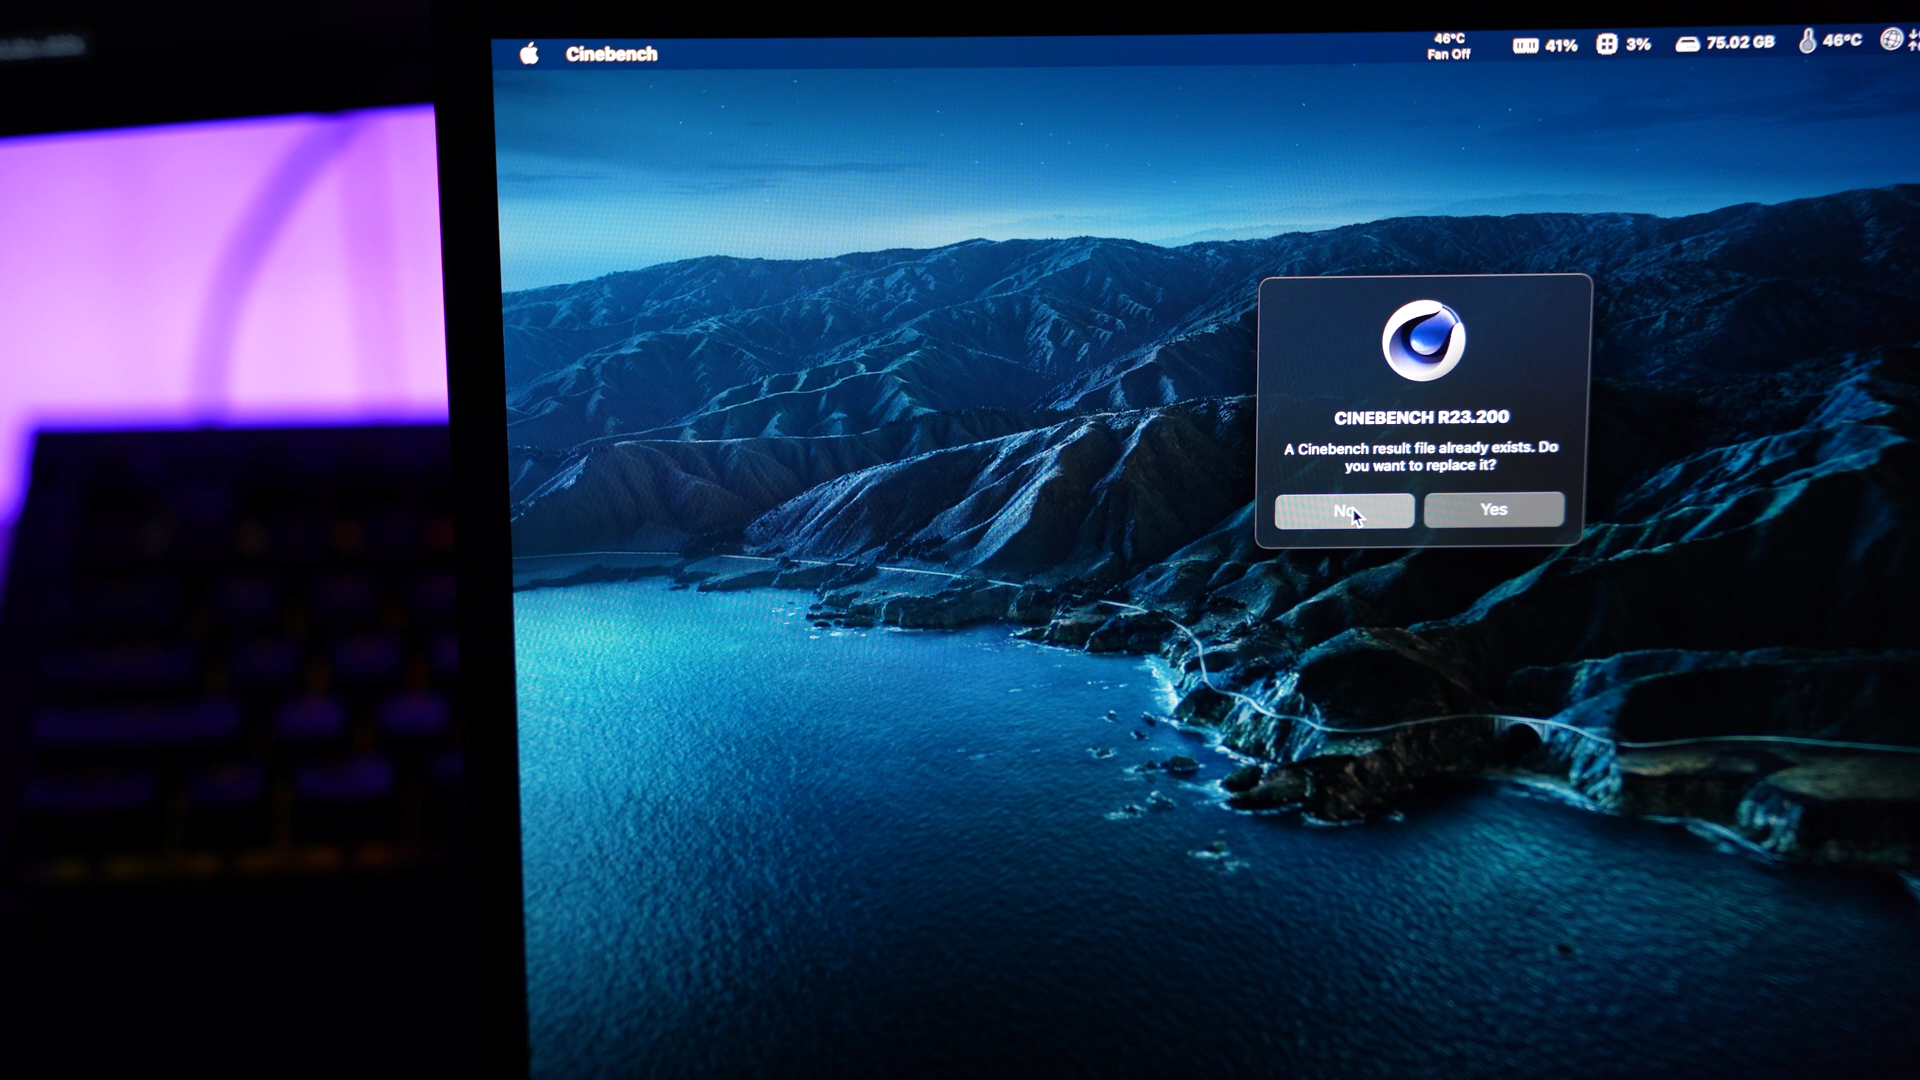 Cinebench
46°C
Fan Off
41%
3%
75.02 GB
46°C
CINEBENCH R23.200
A Cinebench result file already exists. Do
you want to replace it?
No
Yes